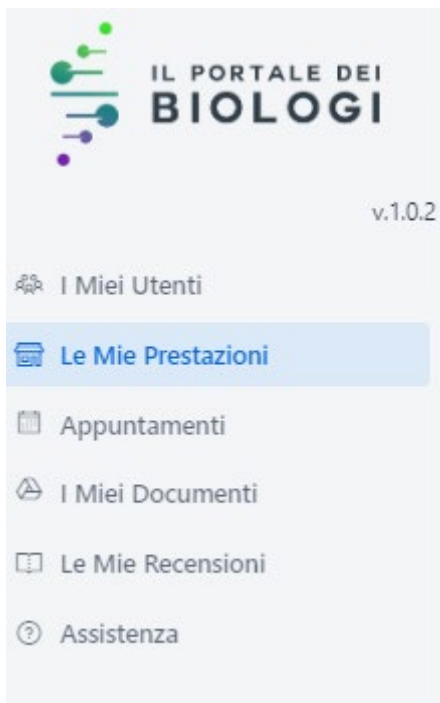 IL PORTALE DEI
BIOLOGI
v.1.0.2
I Miei Utenti
Le Mie Prestazioni
Appuntamenti
I Miei Documenti
Le Mie Recensioni
Assistenza